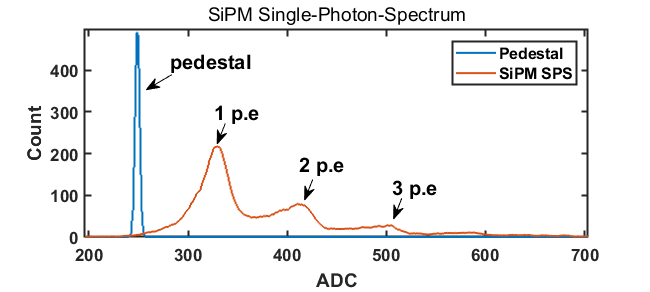 SiPM Single-Photon-Spectrum
Pedestal
SiPM SPS
pedestal
1 p.e
2 p.e
3 p.e
Count
400
300
200
100
0
200
300
400
500
600
700
ADC